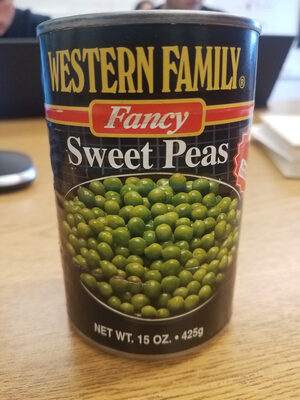 WESTERN FAMILY®
Fancy
Sweet Peas
NET WT. 15 OZ. • 425g